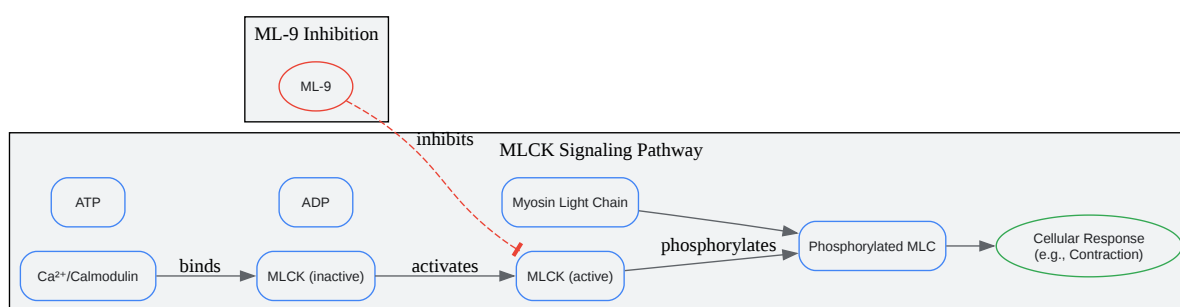 ML-9 Inhibition
ML-9
inhibits
MLCK Signaling Pathway
ATP
ADP
Myosin Light Chain
Ca²⁺/Calmodulin
binds
MLCK (inactive)
activates
MLCK (active)
phosphorylates
Phosphorylated MLC
Cellular Response
(e.g., Contraction)